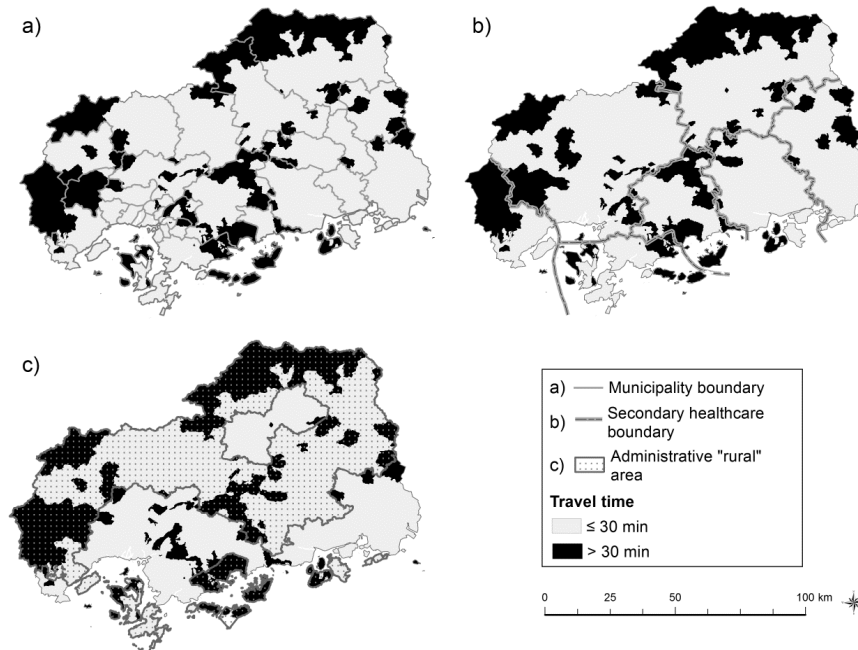 a)
b)
c)
a) Municipality boundary
b) Secondary healthcare
boundary
c) Administrative "rural"
area
Travel time
≤ 30 min
> 30 min
0 25 50 75 100 km